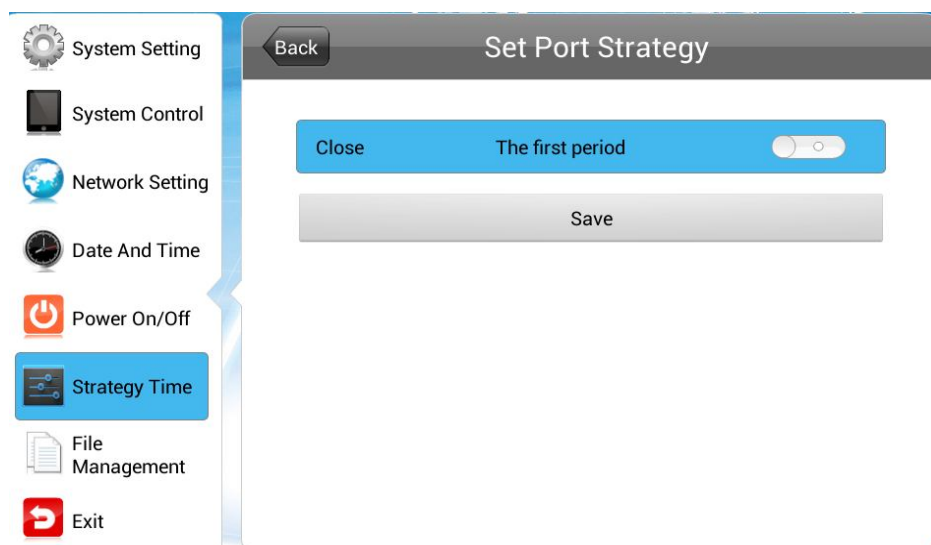 System Setting
System Control
Network Setting
Date And Time
Power On/Off
Strategy Time
File
Management
Exit
Back
Set Port Strategy
Close The first period
Save